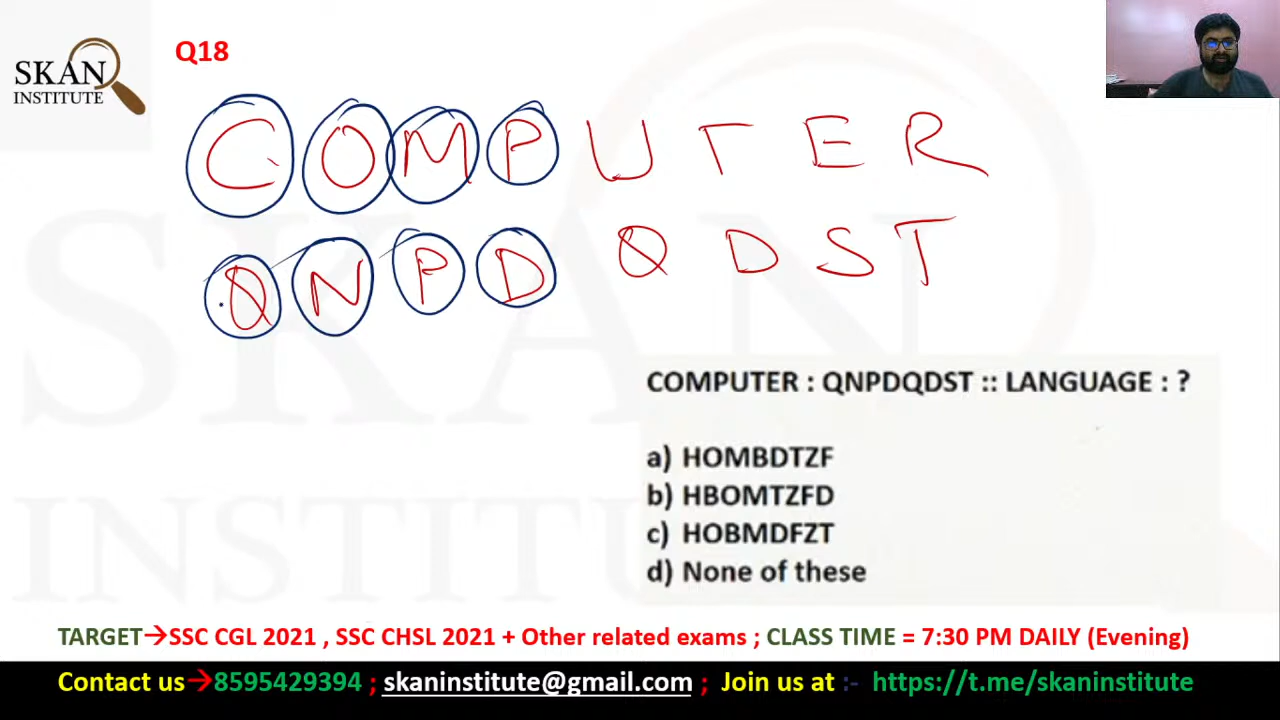 Q18
SKAN
INSTITUTE
COMPUTER
QNPDQDST
SKAN
INSTITU
COMPUTER : QNPDQDST :: LANGUAGE : ?
a) HOMBDTZF
b) HBOMTZFD
c) HOBMDFZT
d) None of these
TARGET→SSC CGL 2021 , SSC CHSL 2021 + Other related exams ; CLASS TIME = 7:30 PM DAILY (Evening)
Contact us→8595429394 ; skaninstitute@gmail.com ; Join us at :- https://t.me/skaninstitute